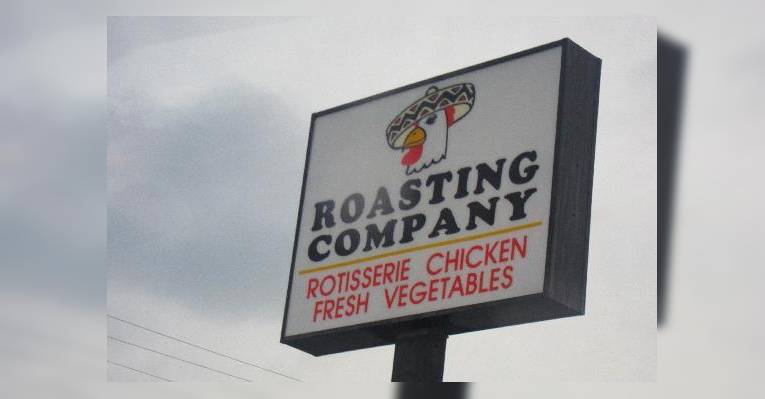 ROASTING
COMPANY
ROTISSERIE CHICKEN
FRESH VEGETABLES